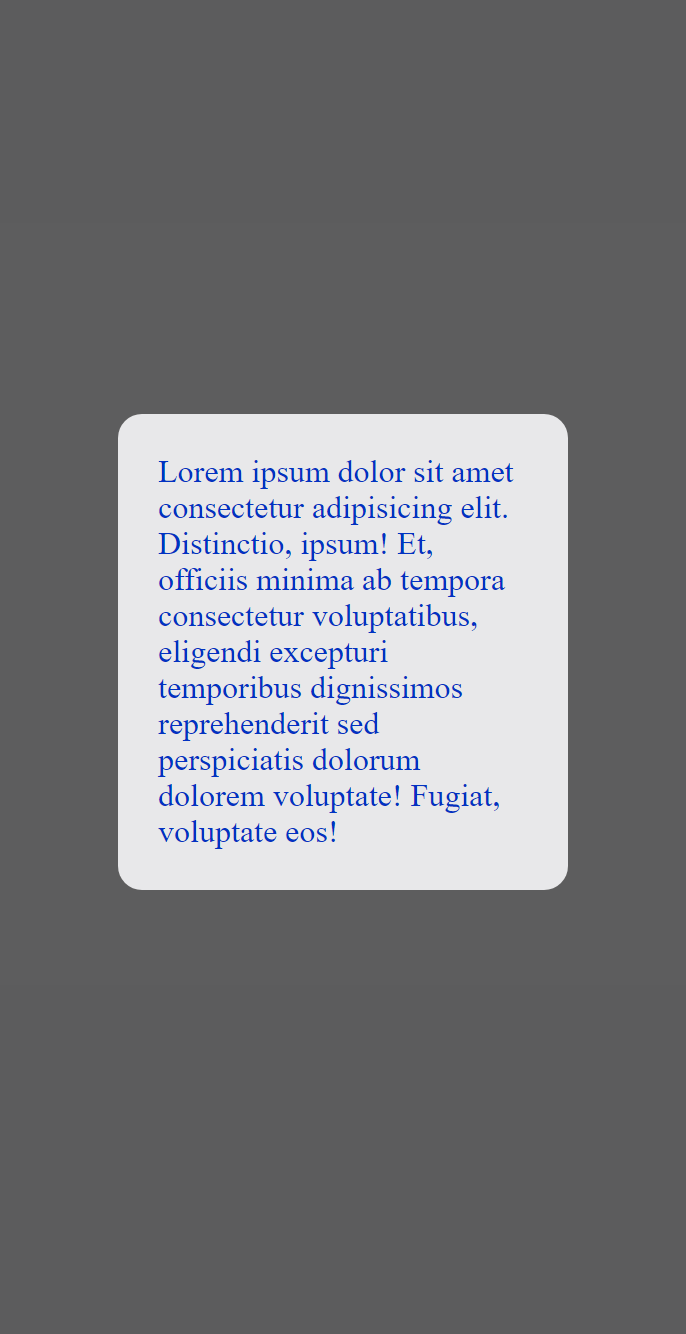 Lorem ipsum dolor sit amet
consectetur adipisicing elit.
Distinctio, ipsum! Et,
officiis minima ab tempora
consectetur voluptatibus,
eligendi excepturi
temporibus dignissimos
reprehenderit sed
perspiciatis dolorum
dolorem voluptate! Fugiat,
voluptate eos!